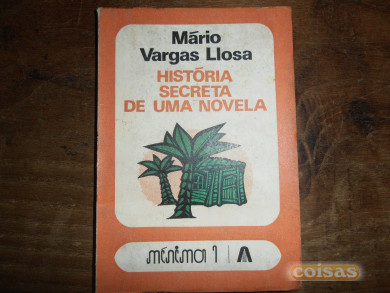 Mário
Vargas Llosa
HISTÓRIA
SECRETA
DE UMA NOVELA
mínima 1
coisas